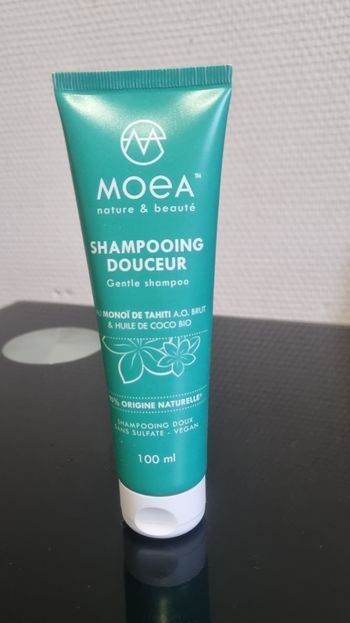 MOEA™
nature & beauté
SHAMPOOING
DOUCEUR
Gentle shampoo
MONOÏ DE TAHITI A.O. BRUT
& HUILE DE COCO BIO
ORIGINE NATURELLE*
SHAMPOOING DOUX
SANS SULFATE - VEGAN
100 ml